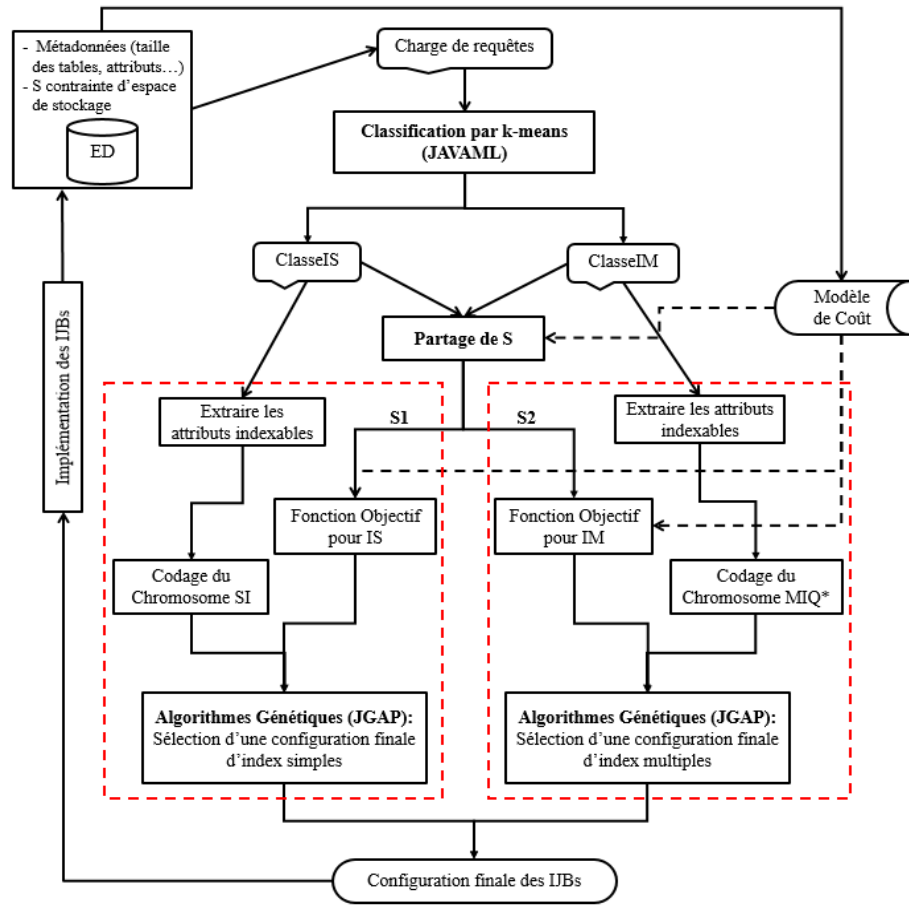 - Métadonnées (taille
des tables, attributs…)
- S contrainte d’espace
de stockage
ED
Charge de requêtes
Classification par k-means
(JAVAML)
ClasseIS
ClasseIM
Modèle
de Coût
Partage de S
Implémentation des IJBs
Extraire les
attributs indexables
S1
S2
Extraire les attributs
indexables
Fonction Objectif
pour IS
Fonction Objectif
pour IM
Codage du
Chromosome SI
Codage du
Chromosome MIQ*
Algorithmes Génétiques (JGAP):
Sélection d’une configuration finale
d’index simples
Algorithmes Génétiques (JGAP):
Sélection d’une configuration finale
d’index multiples
Configuration finale des IJBs